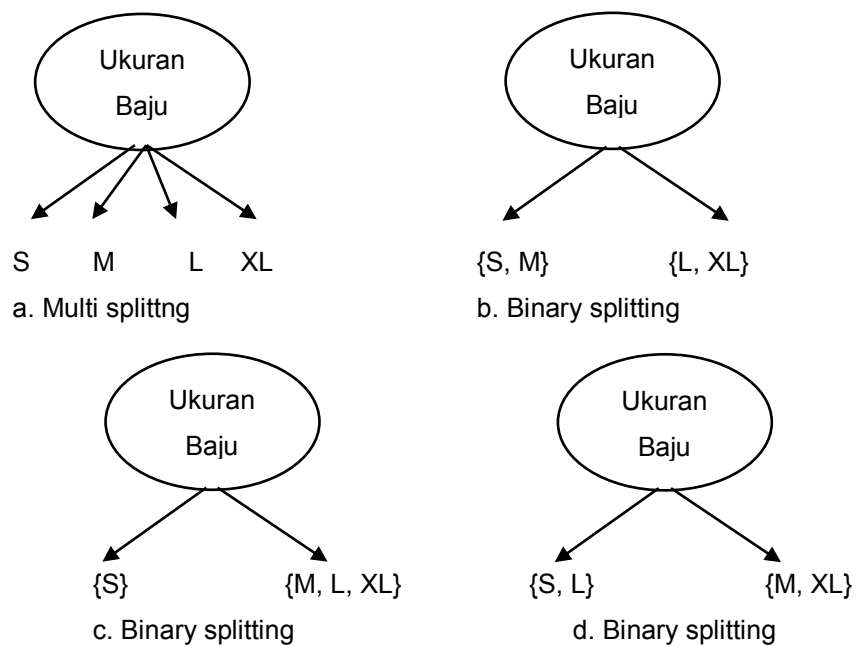 Ukuran
Baju
S M L XL
a. Multi splittng
Ukuran
Baju
{S, M} {L, XL}
b. Binary splitting
Ukuran
Baju
{S} {M, L, XL}
c. Binary splitting
Ukuran
Baju
{S, L} {M, XL}
d. Binary splitting